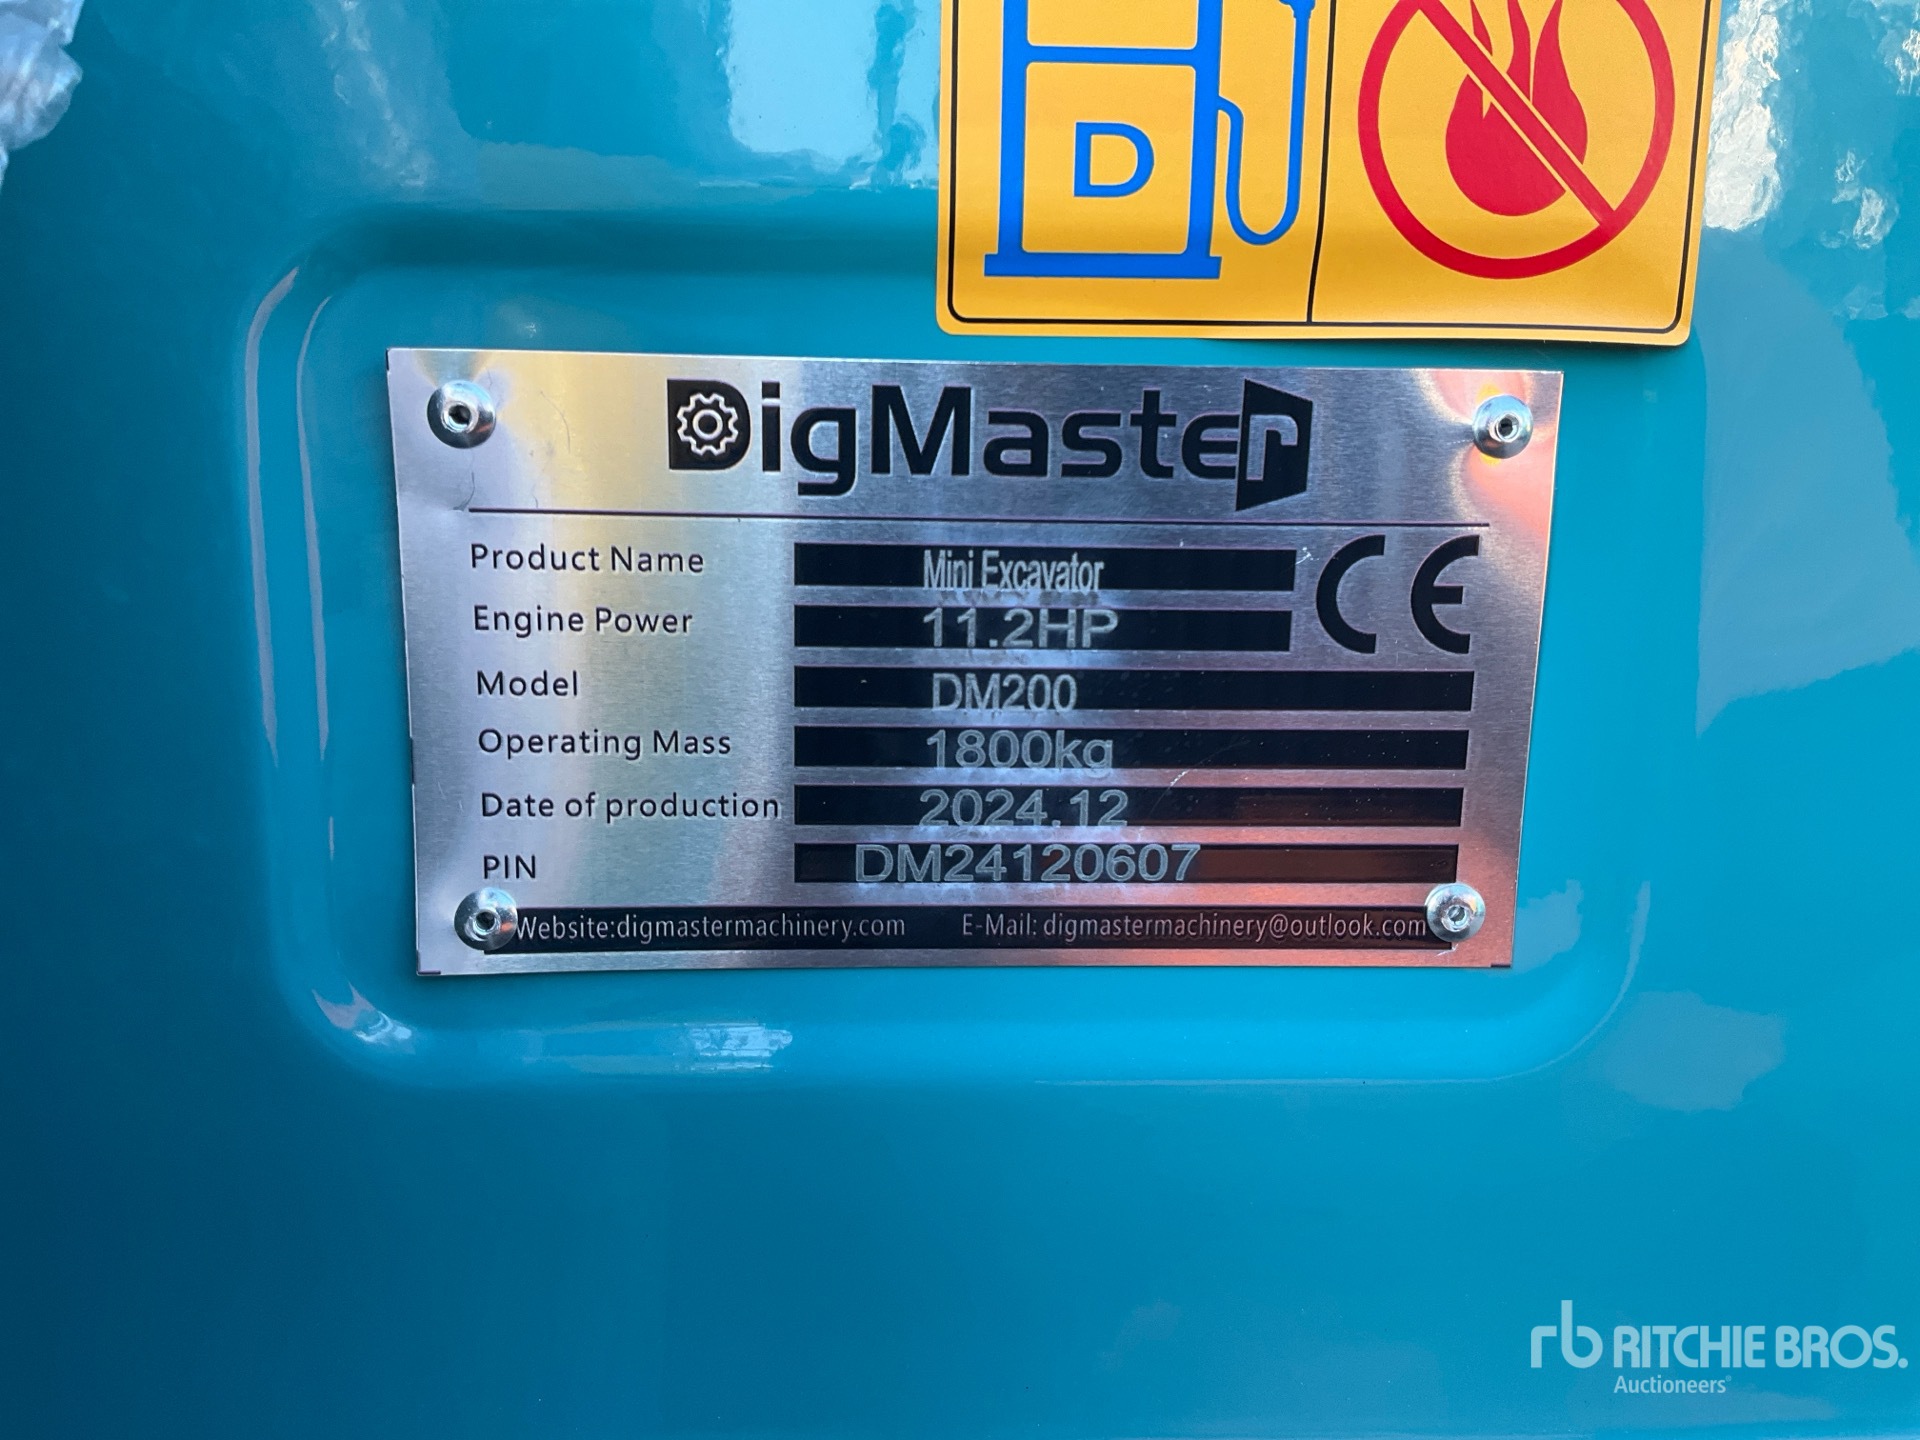 D
DigMaster
Product Name Mini Excavator
Engine Power 11.2HP
CE
Model DM200
Operating Mass 1800kg
Date of production 2024.12
PIN DM24120607
Website:digmastermachinery.com E-Mail: digmastermachinery@outlook.com
rb RITCHIE BROS.
Auctioneers